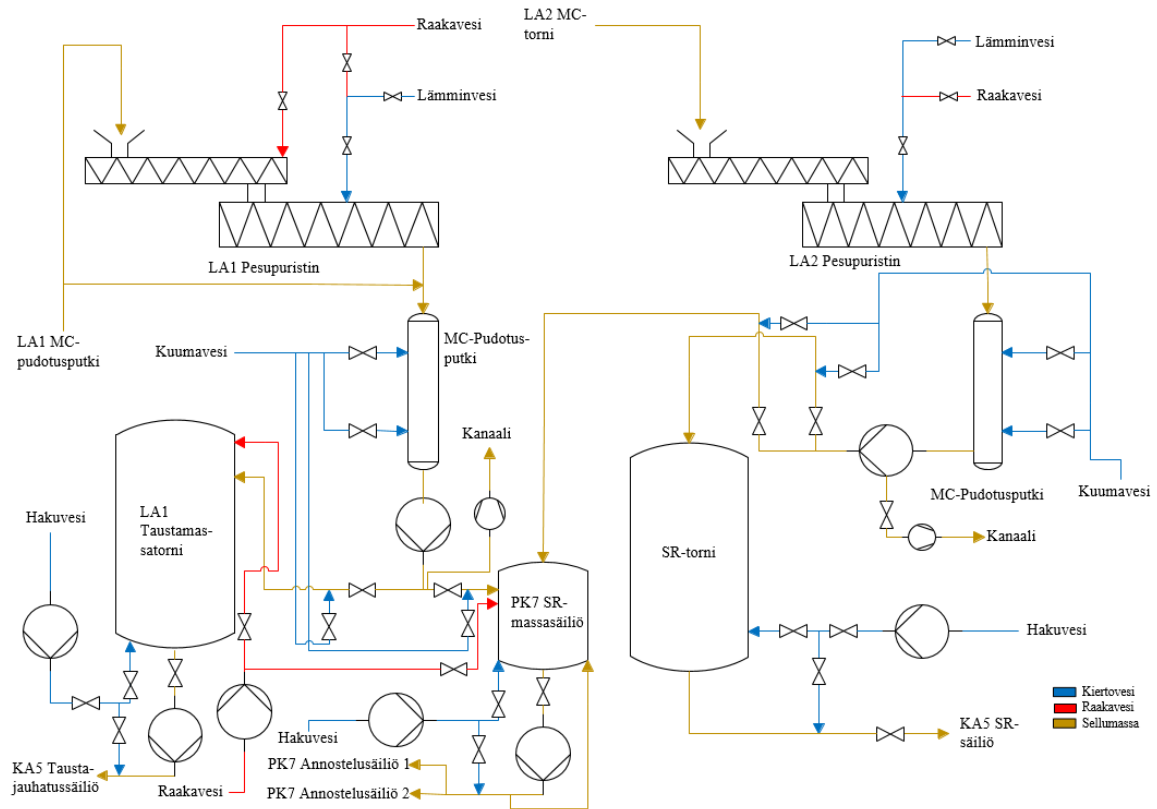 Raakavesi
Lämminvesi
LA2 MC-
torni
Lämminvesi
Raakavesi
LA1 Pesupuristin
LA2 Pesupuristin
LA1 MC-
pudotusputki
Kuumavesi
MC-Pudotus-
putki
Kanaali
MC-Pudotusputki
Kuumavesi
Hakuvesi
LA1
Taustamas-
satorni
SR-torni
Kanaali
PK7 SR-
massasäiliö
Hakuvesi
Hakuvesi
KA5 Tausta-
jauhatussäiliö
Raakavesi
PK7 Annostelusäiliö 1
PK7 Annostelusäiliö 2
KA5 SR-
säiliö
Kiertovesi
Raakavesi
Sellumassa